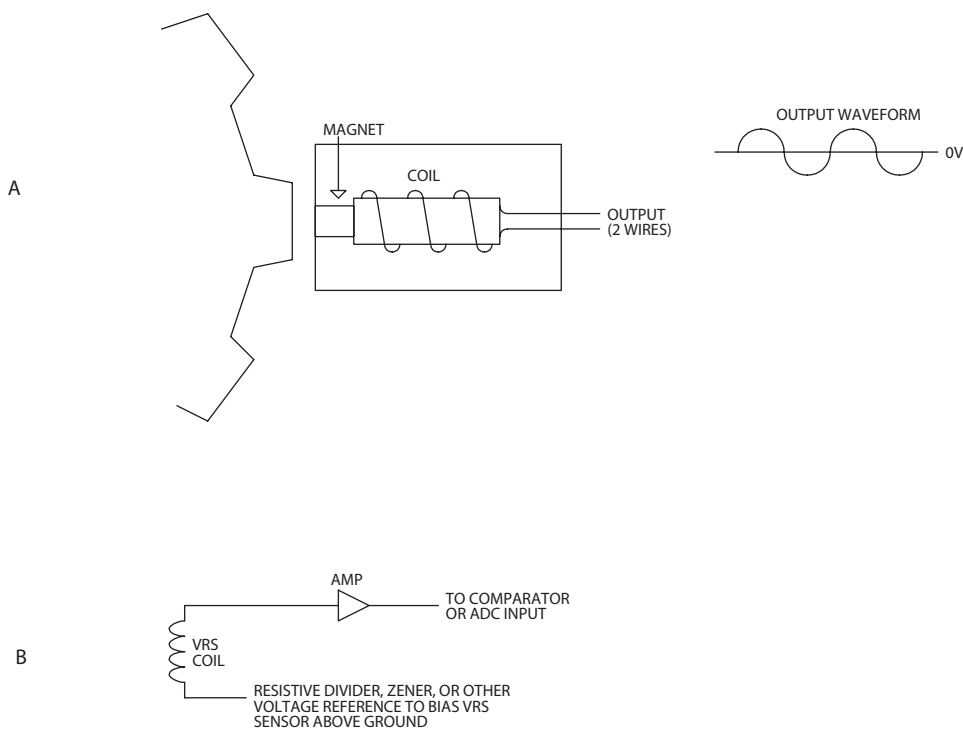 OUTPUT WAVEFORM
MAGNET
0V
COIL
A
OUTPUT
(2 WIRES)
AMP
TO COMPARATOR
OR ADC INPUT
VRS
COIL
B
RESISTIVE DIVIDER, ZENER, OR OTHER
VOLTAGE REFERENCE TO BIAS VRS
SENSOR ABOVE GROUND